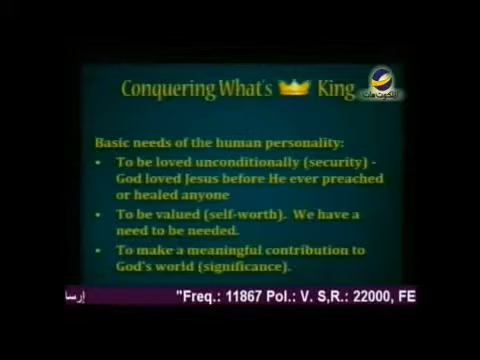 Conquering What's King
Basic needs of the human personality:
• To be loved unconditionally (security) -
God loved Jesus before He ever preached
or healed anyone
• To be valued (self-worth). We have a
need to be needed.
• To make a meaningful contribution to
God's world (significance).
"Freq.: 11867 Pol.: V. S,R.: 22000, FE